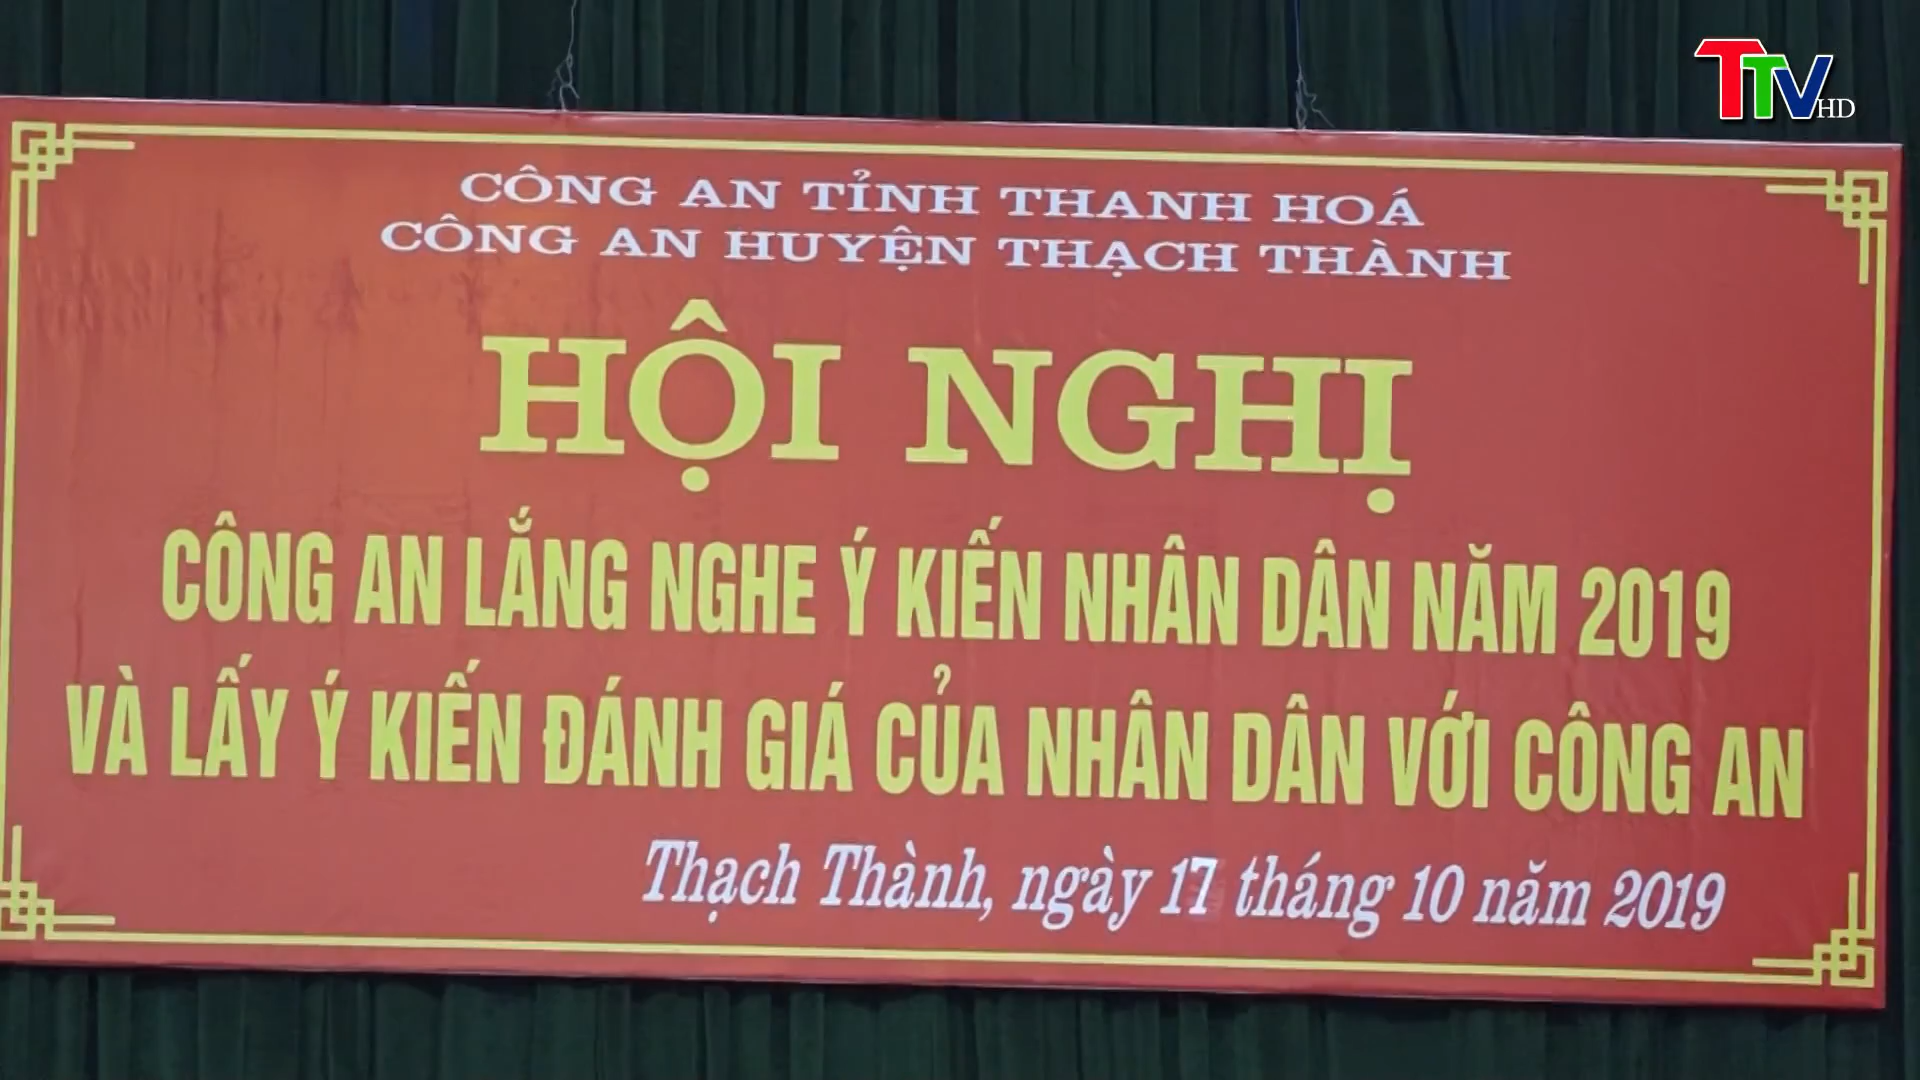 TTV HD
CÔNG AN TỈNH THANH HOÁ
CÔNG AN HUYỆN THẠCH THÀNH
HỘI NGHỊ
CÔNG AN LẮNG NGHE Ý KIẾN NHÂN DÂN NĂM 2019
VÀ LẤY Ý KIẾN ĐÁNH GIÁ CỦA NHÂN DÂN VỚI CÔNG AN
Thạch Thành, ngày 17 tháng 10 năm 2019